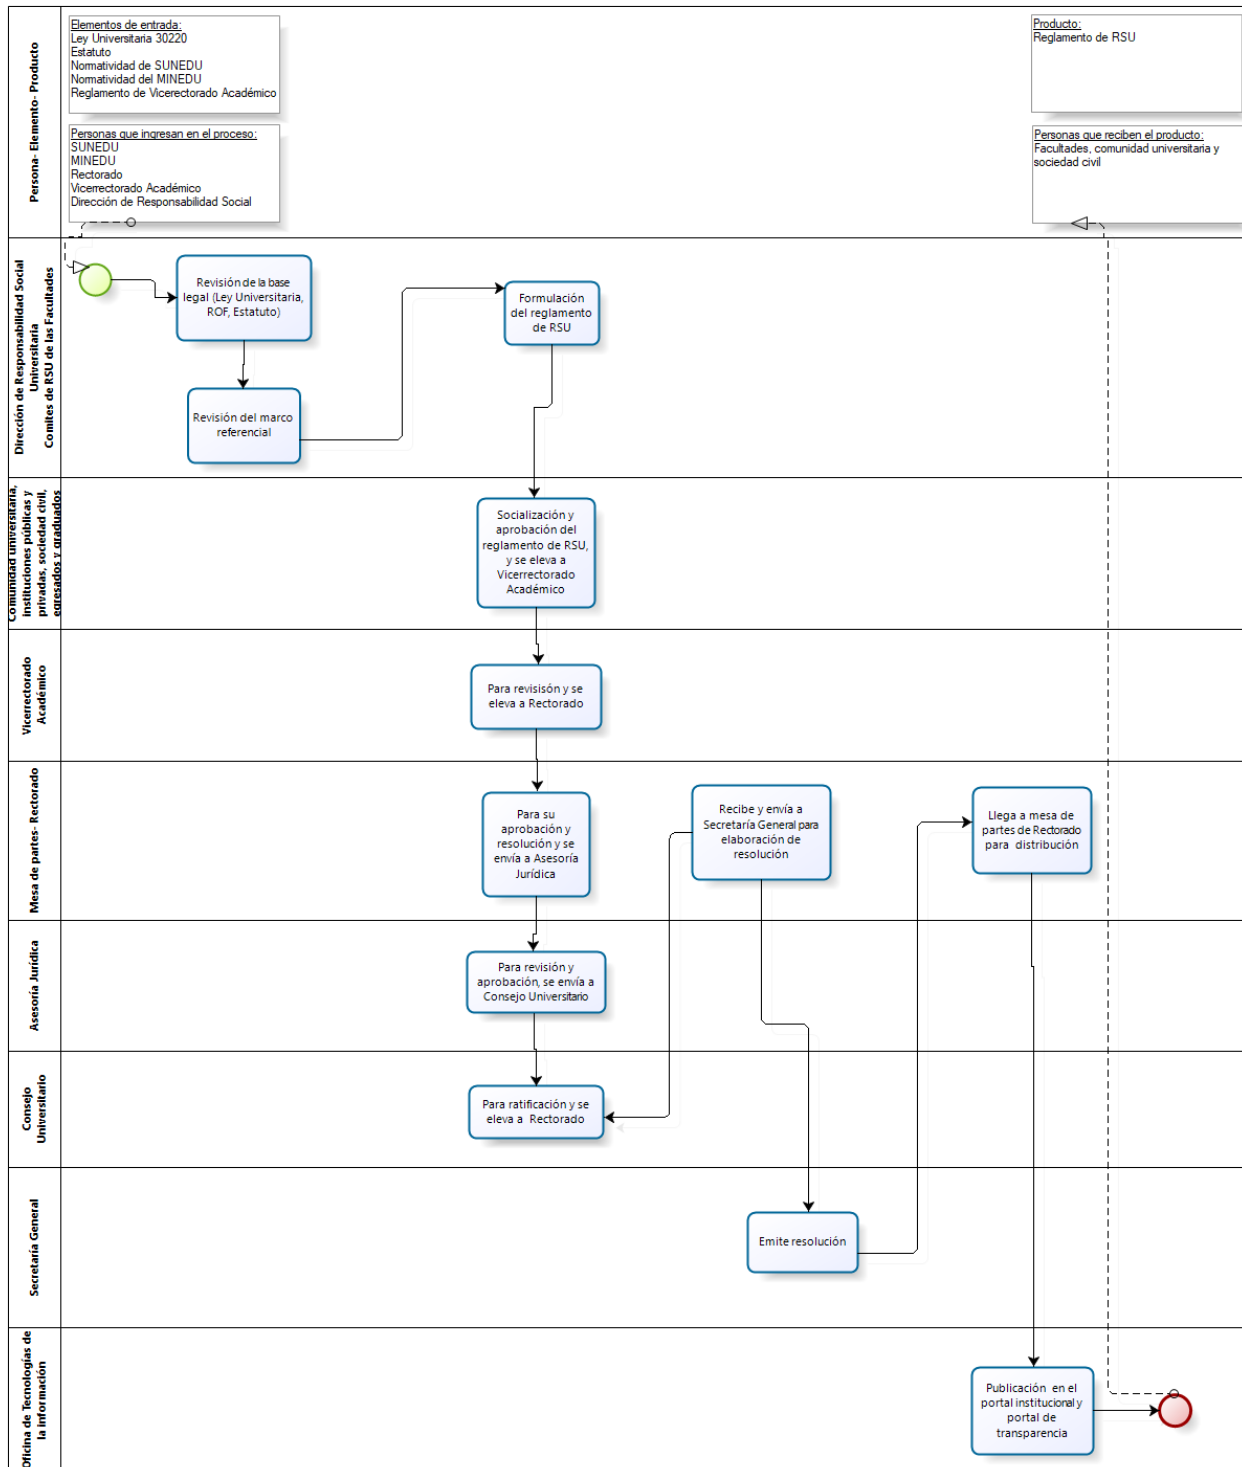 Persona- Elemento- Producto
Elementos de entrada:
Ley Universitaria 30220
Estatuto
Normatividad de SUNEDU
Normatividad del MINEDU
Reglamento de Vicerectorado Académico
Personas que ingresan en el proceso:
SUNEDU
MINEDU
Rectorado
Vicerrectorado Académico
Dirección de Responsabilidad Social
Producto:
Reglamento de RSU
Personas que reciben el producto:
Facultades, comunidad universitaria y
sociedad civil
Dirección de Responsabilidad Social
Universitaria
Comites de RSU de las Facultades
Revisión de la base
legal (Ley Universitaria,
ROF, Estatuto)
Revisión del marco
referencial
Formulación
del reglamento
de RSU
Comunidad universitaria,
instituciones públicas y
privadas, sociedad civil,
egresados y graduados
Socialización y
aprobación del
reglamento de RSU,
y se eleva a
Vicerrectorado
Académico
Vicerrectorado
Académico
Para revisisón y se
eleva a Rectorado
Mesa de partes- Rectorado
Para su
aprobación y
resolución y se
envía a Asesoría
Jurídica
Recibe y envía a
Secretaría General para
elaboración de
resolución
Llega a mesa de
partes de Rectorado
para distribución
Asesoría Jurídica
Para revisión y
aprobación, se envía a
Consejo Universitario
Consejo
Universitario
Para ratificación y se
eleva a Rectorado
Secretaría General
Emite resolución
Oficina de Tecnologías de
la información
Publicación en el
portal institucional y
portal de
transparencia